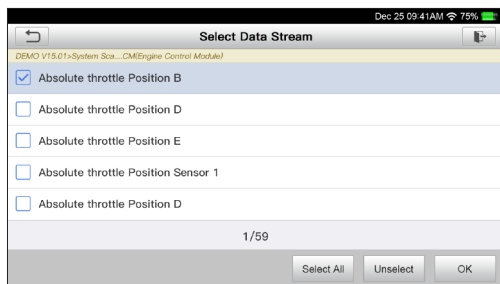 Dec 25 09:41AM 75%
Select Data Stream
DEMO V15.01>System Sca....CM(Engine Control Module)
Absolute throttle Position B
Absolute throttle Position D
Absolute throttle Position E
Absolute throttle Position Sensor 1
Absolute throttle Position D
1/59
Select All Unselect OK